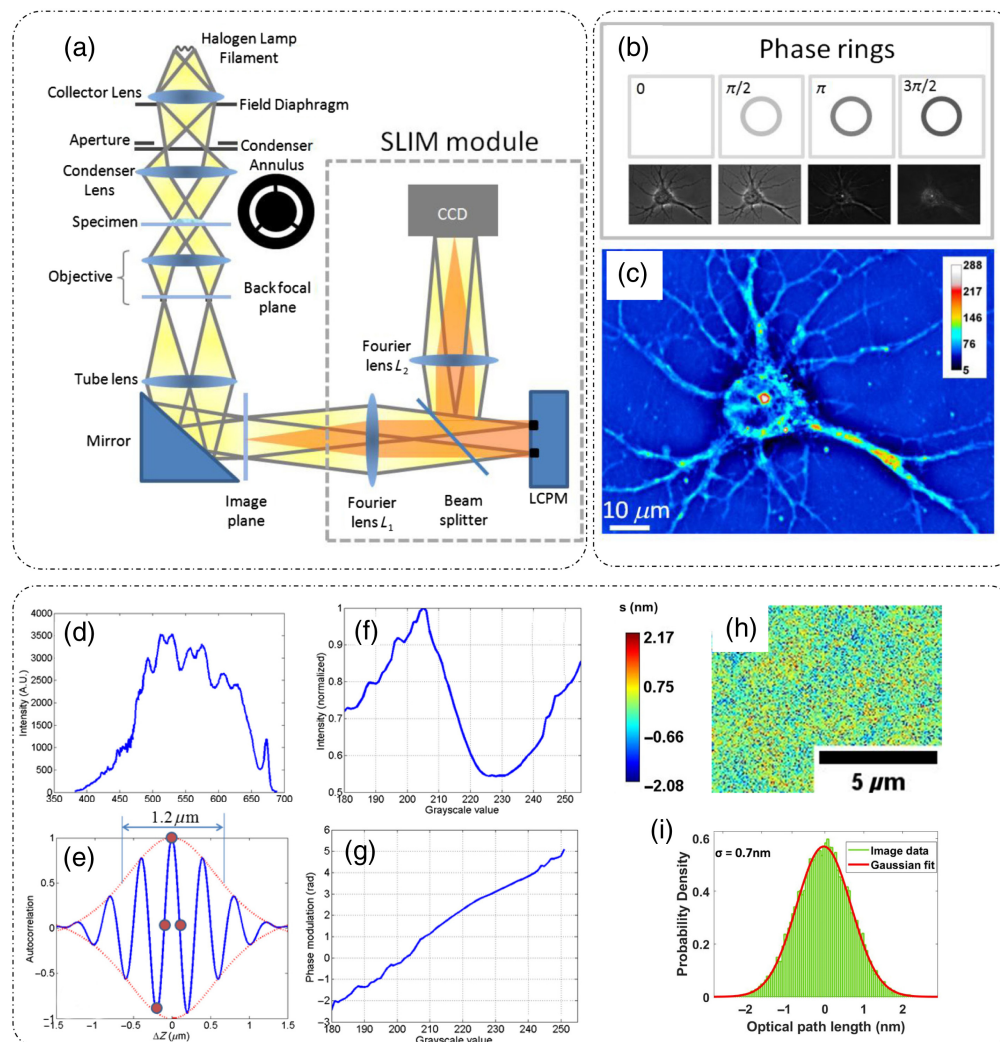 (a)
Halogen Lamp
Filament
Collector Lens
Field Diaphragm
Aperture
Condenser
Annulus
Condenser
Lens
Specimen
Objective
Back focal
plane
Tube lens
Mirror
Image
plane
SLIM module
CCD
Fourier
lens L₂
Fourier
lens L₁
Beam
splitter
LCPM
(b)
Phase rings
0
π/2
π
3π/2
(c)
288
217
146
76
5
10 μm
(d)
Intensity (A.U.)
4000
3500
3000
2500
2000
1500
1000
500
0
350 400 450 500 550 600 650 700
(e)
1.2 μm
Autocorrelation
1
0.5
0
-0.5
-1
-1.5 -1 -0.5 0 0.5 1 1.5
ΔZ (μm)
(f)
Intensity (normalized)
1
0.9
0.8
0.7
0.6
0.5
180 190 200 210 220 230 240 250
Grayscale value
(g)
Phase modulation (rad)
6
5
4
3
2
1
0
-1
-2
-3
180 190 200 210 220 230 240 250
Grayscale value
s (nm)
2.17
0.75
−0.66
−2.08
(h)
5 μm
(i)
σ = 0.7nm
Image data
Gaussian fit
Probability Density
0.6
0.4
0.2
0
−2 −1 0 1 2
Optical path length (nm)